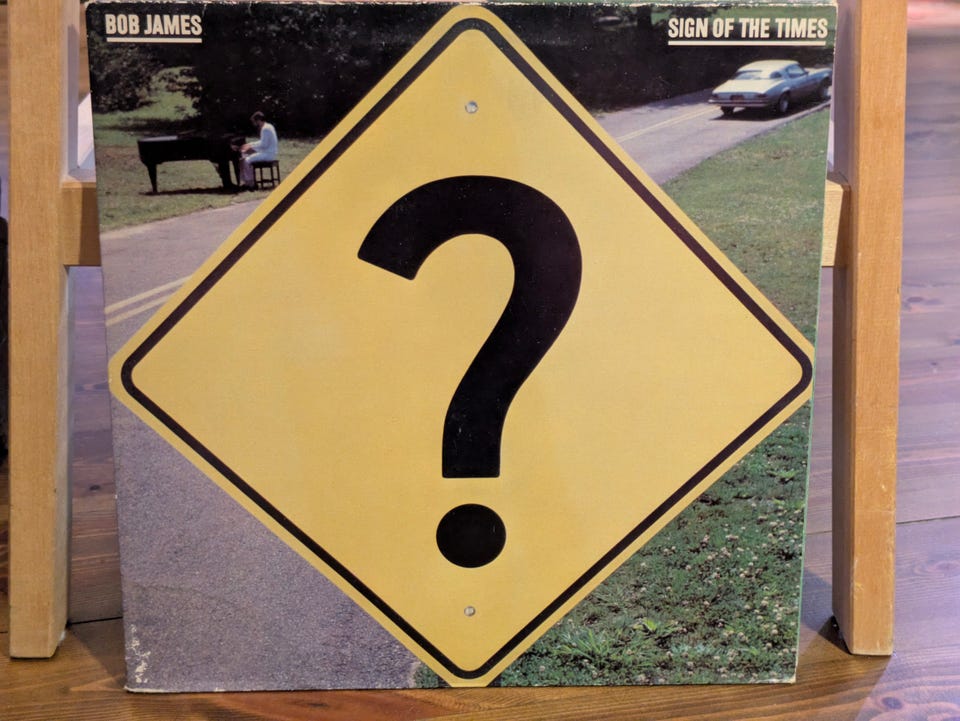 BOB JAMES
SIGN OF THE TIMES
?